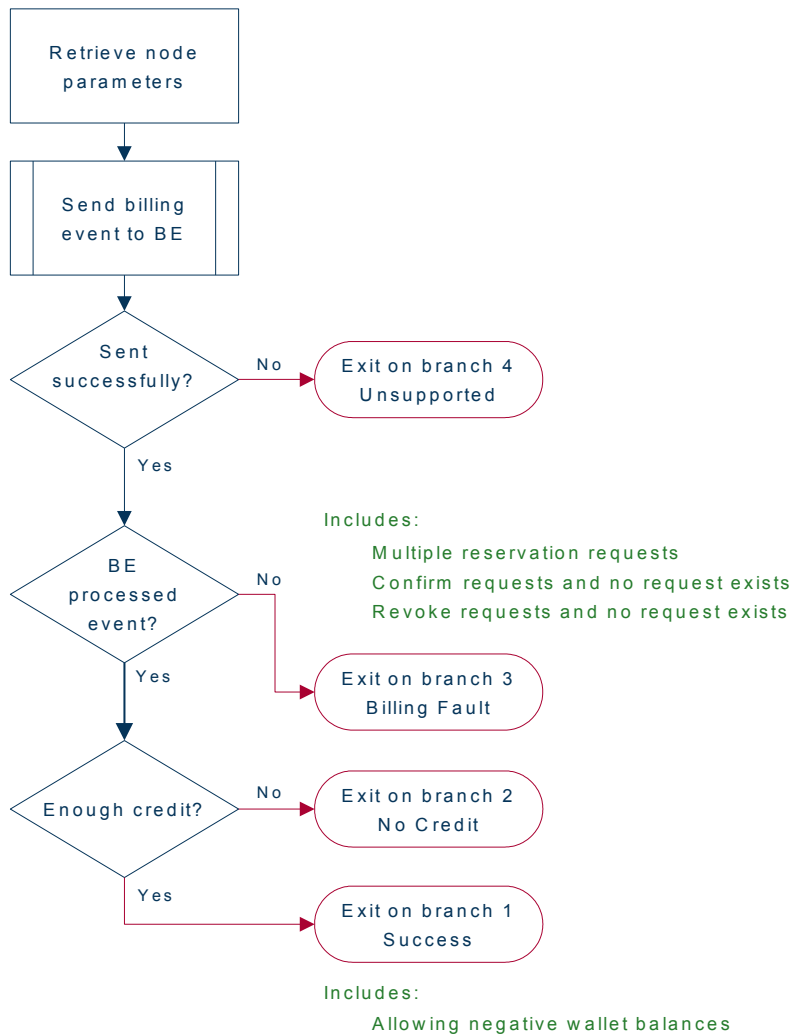 Retrieve node
parameters
Send billing
event to BE
Sent
successfully?
No
Exit on branch 4
Unsupported
Yes
Includes:
Multiple reservation requests
Confirm requests and no request exists
Revoke requests and no request exists
BE
processed
event?
No
Yes
Exit on branch 3
Billing Fault
Enough credit?
No
Exit on branch 2
No Credit
Yes
Exit on branch 1
Success
Includes:
Allowing negative wallet balances